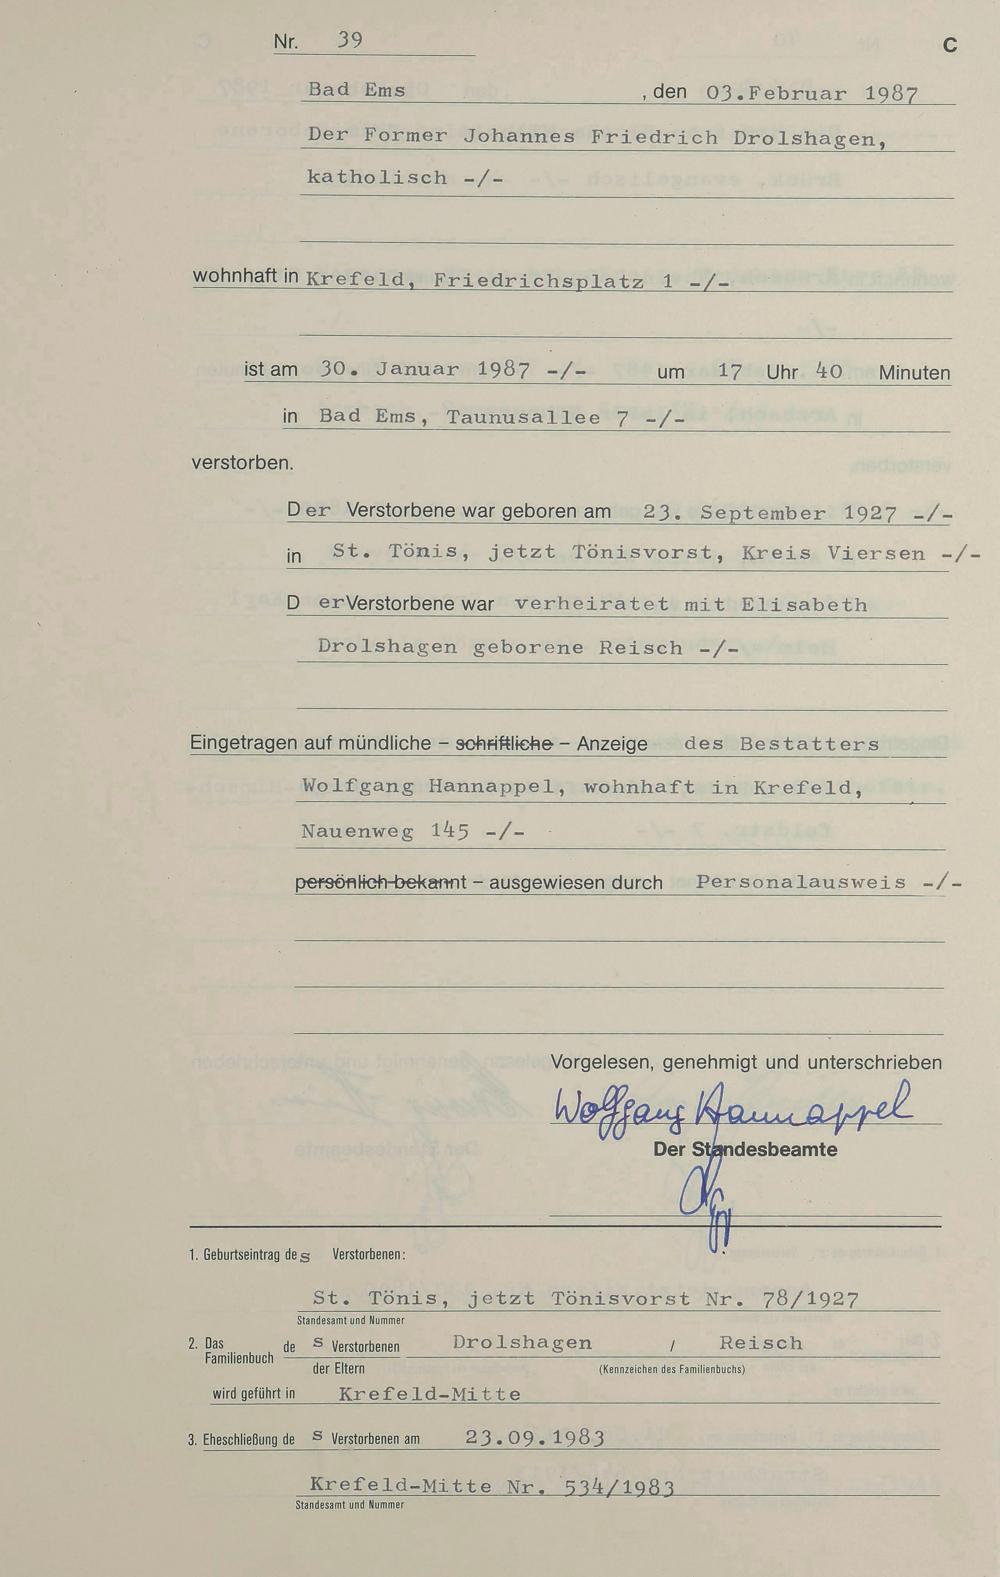 Nr. 39 C
Bad Ems , den 03.Februar 1987
Der Former Johannes Friedrich Drolshagen,
katholisch -/-
wohnhaft in Krefeld, Friedrichsplatz 1 -/-
ist am 30. Januar 1987 -/- um 17 Uhr 40 Minuten
in Bad Ems, Taunusallee 7 -/-
verstorben.
Der Verstorbene war geboren am 23. September 1927 -/-
in St. Tönis, jetzt Tönisvorst, Kreis Viersen -/-
D erVerstorbene war verheiratet mit Elisabeth
Drolshagen geborene Reisch -/-
Eingetragen auf mündliche – schriftliche – Anzeige des Bestatters
Wolfgang Hannappel, wohnhaft in Krefeld,
Nauenweg 145 -/-
persönlich bekannt – ausgewiesen durch Personalausweis -/-
Vorgelesen, genehmigt und unterschrieben
Wolfgang Hannappel
Der Standesbeamte
1. Geburtseintrag des Verstorbenen:
St. Tönis, jetzt Tönisvorst Nr. 78/1927
Standesamt und Nummer
2. Das Familienbuch des Verstorbenen Drolshagen / Reisch
der Eltern (Kennzeichen des Familienbuchs)
wird geführt in Krefeld-Mitte
3. Eheschließung des Verstorbenen am 23.09.1983
Krefeld-Mitte Nr. 534/1983
Standesamt und Nummer